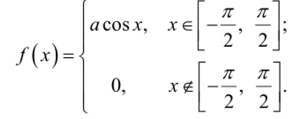 f(x) = { a cos x, x ∈ [−π/2, π/2];
0, x ∉ [−π/2, π/2].